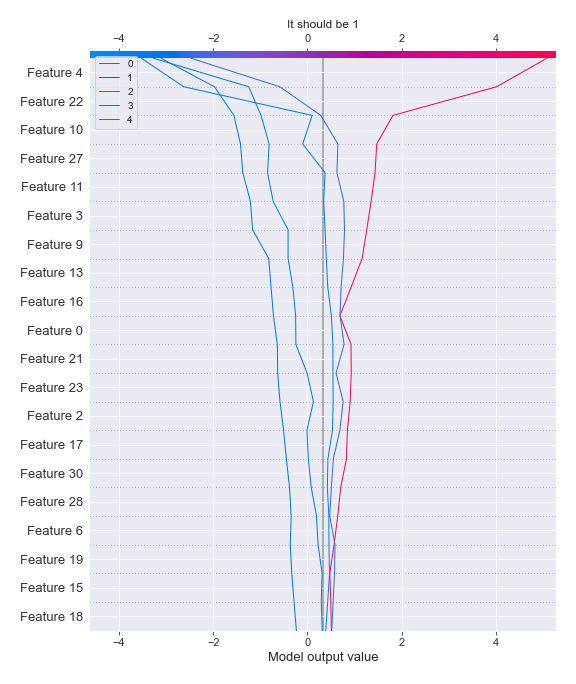 It should be 1
−4 −2 0 2 4
0
1
2
3
4
Feature 4
Feature 22
Feature 10
Feature 27
Feature 11
Feature 3
Feature 9
Feature 13
Feature 16
Feature 0
Feature 21
Feature 23
Feature 2
Feature 17
Feature 30
Feature 28
Feature 6
Feature 19
Feature 15
Feature 18
−4 −2 0 2 4
Model output value